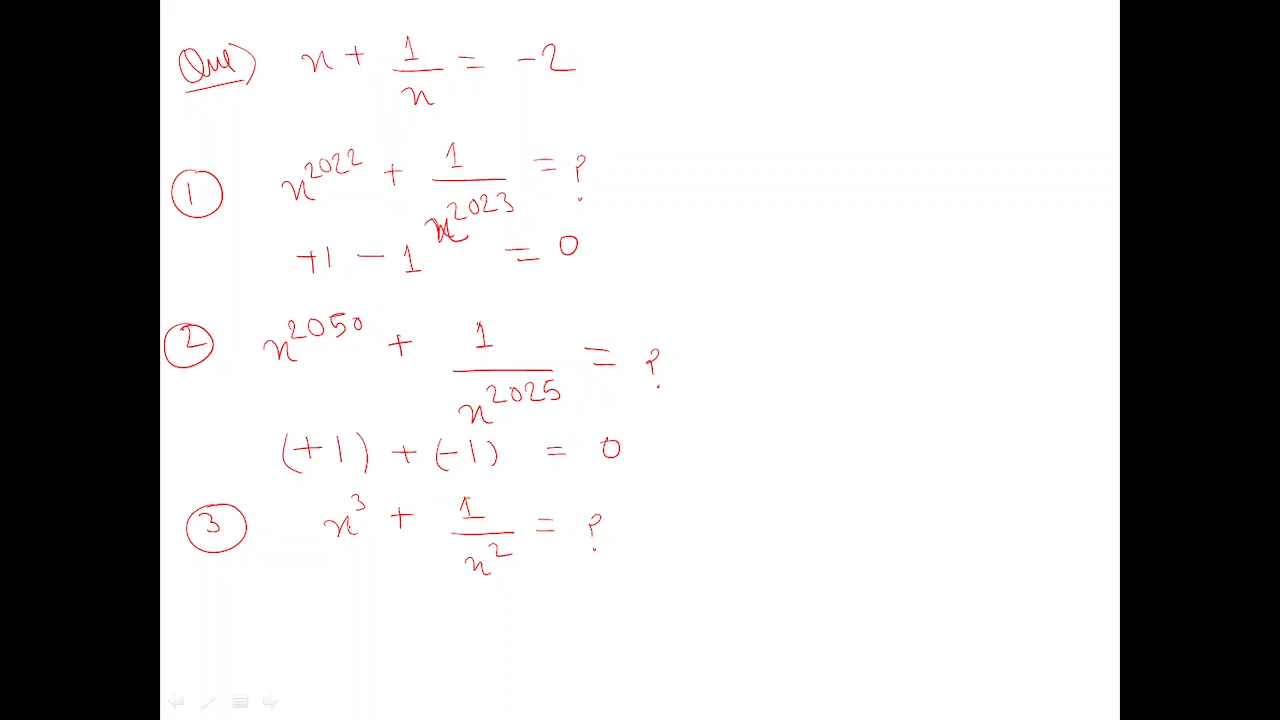 Que) x + 1/x = -2
① x^2022 + 1/x^2023 = ?
+1 - 1 = 0
② x^2050 + 1/x^2025 = ?
(+1) + (-1) = 0
③ x^3 + 1/x^2 = ?